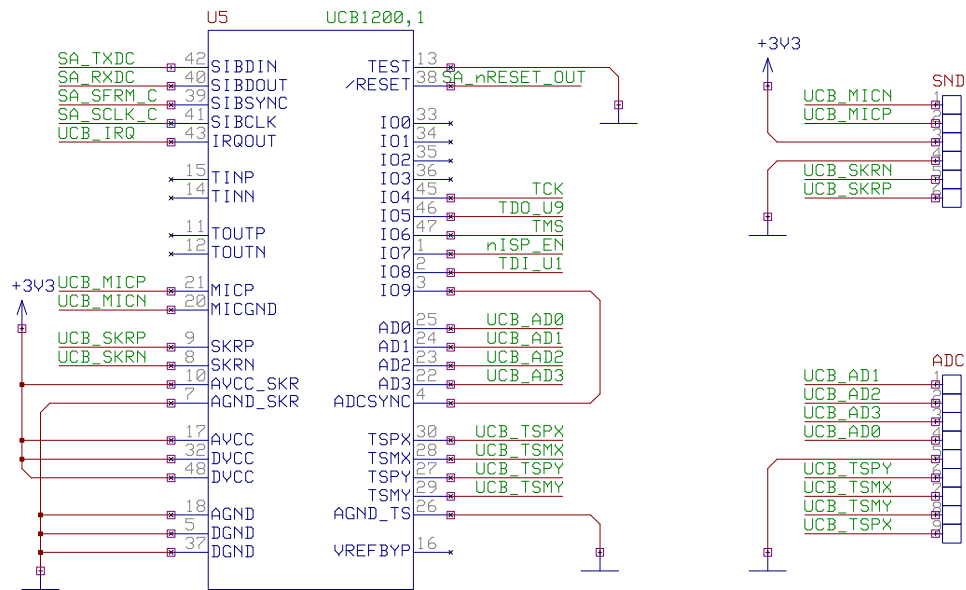 U5 UCB1200,1
SA_TXDC 42 SIBDIN
SA_RXDC 40 SIBDOUT
SA_SFRM_C 39 SIBSYNC
SA_SCLK_C 41 SIBCLK
UCB_IRQ 43 IRQOUT
15 TINP
14 TINN
11 TOUTP
12 TOUTN
+3V3
UCB_MICP 21 MICP
UCB_MICN 20 MICGND
UCB_SKRP 9 SKRP
UCB_SKRN 8 SKRN
10 AVCC_SKR
7 AGND_SKR
17 AVCC
32 DVCC
48 DVCC
18 AGND
5 DGND
37 DGND
TEST 13
/RESET 38 SA_nRESET_OUT
IO0 33
IO1 34
IO2 35
IO3 36
IO4 45 TCK
IO5 46 TDO_U9
IO6 47 TMS
IO7 1 nISP_EN
IO8 2 TDI_U1
IO9 3
AD0 25 UCB_AD0
AD1 24 UCB_AD1
AD2 23 UCB_AD2
AD3 22 UCB_AD3
ADCSYNC 4
TSPX 30 UCB_TSPX
TSMX 28 UCB_TSMX
TSPY 27 UCB_TSPY
TSMY 29 UCB_TSMY
AGND_TS 26
VREFBYP 16
+3V3
SND
UCB_MICN
UCB_MICP
UCB_SKRN
UCB_SKRP
ADC
UCB_AD1
UCB_AD2
UCB_AD3
UCB_AD0
UCB_TSPY
UCB_TSMX
UCB_TSMY
UCB_TSPX